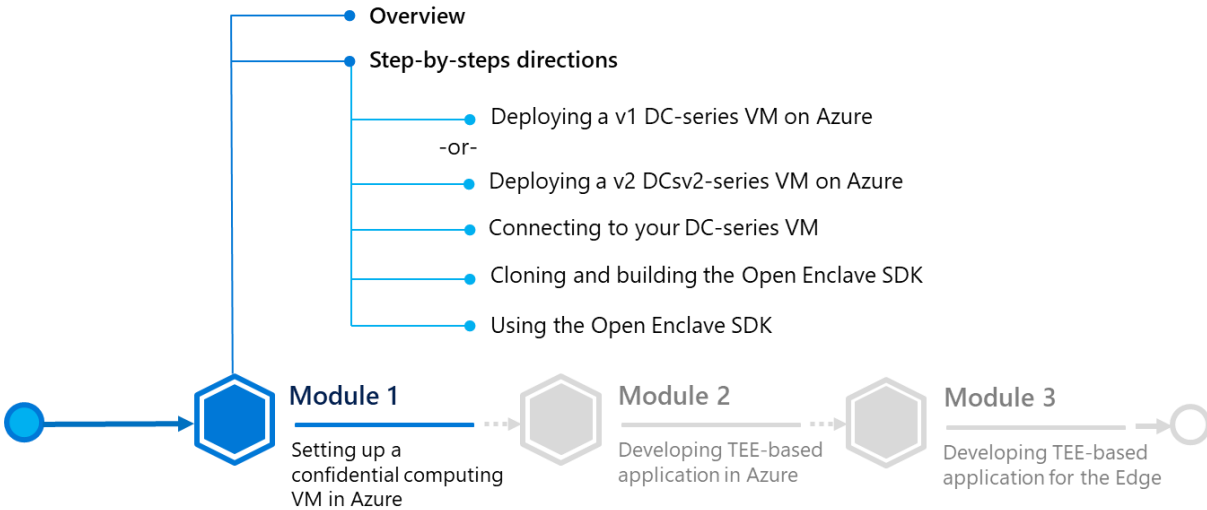 Overview
Step-by-steps directions
Deploying a v1 DC-series VM on Azure
-or-
Deploying a v2 DCsv2-series VM on Azure
Connecting to your DC-series VM
Cloning and building the Open Enclave SDK
Using the Open Enclave SDK
Module 1
Setting up a
confidential computing
VM in Azure
Module 2
Developing TEE-based
application in Azure
Module 3
Developing TEE-based
application for the Edge